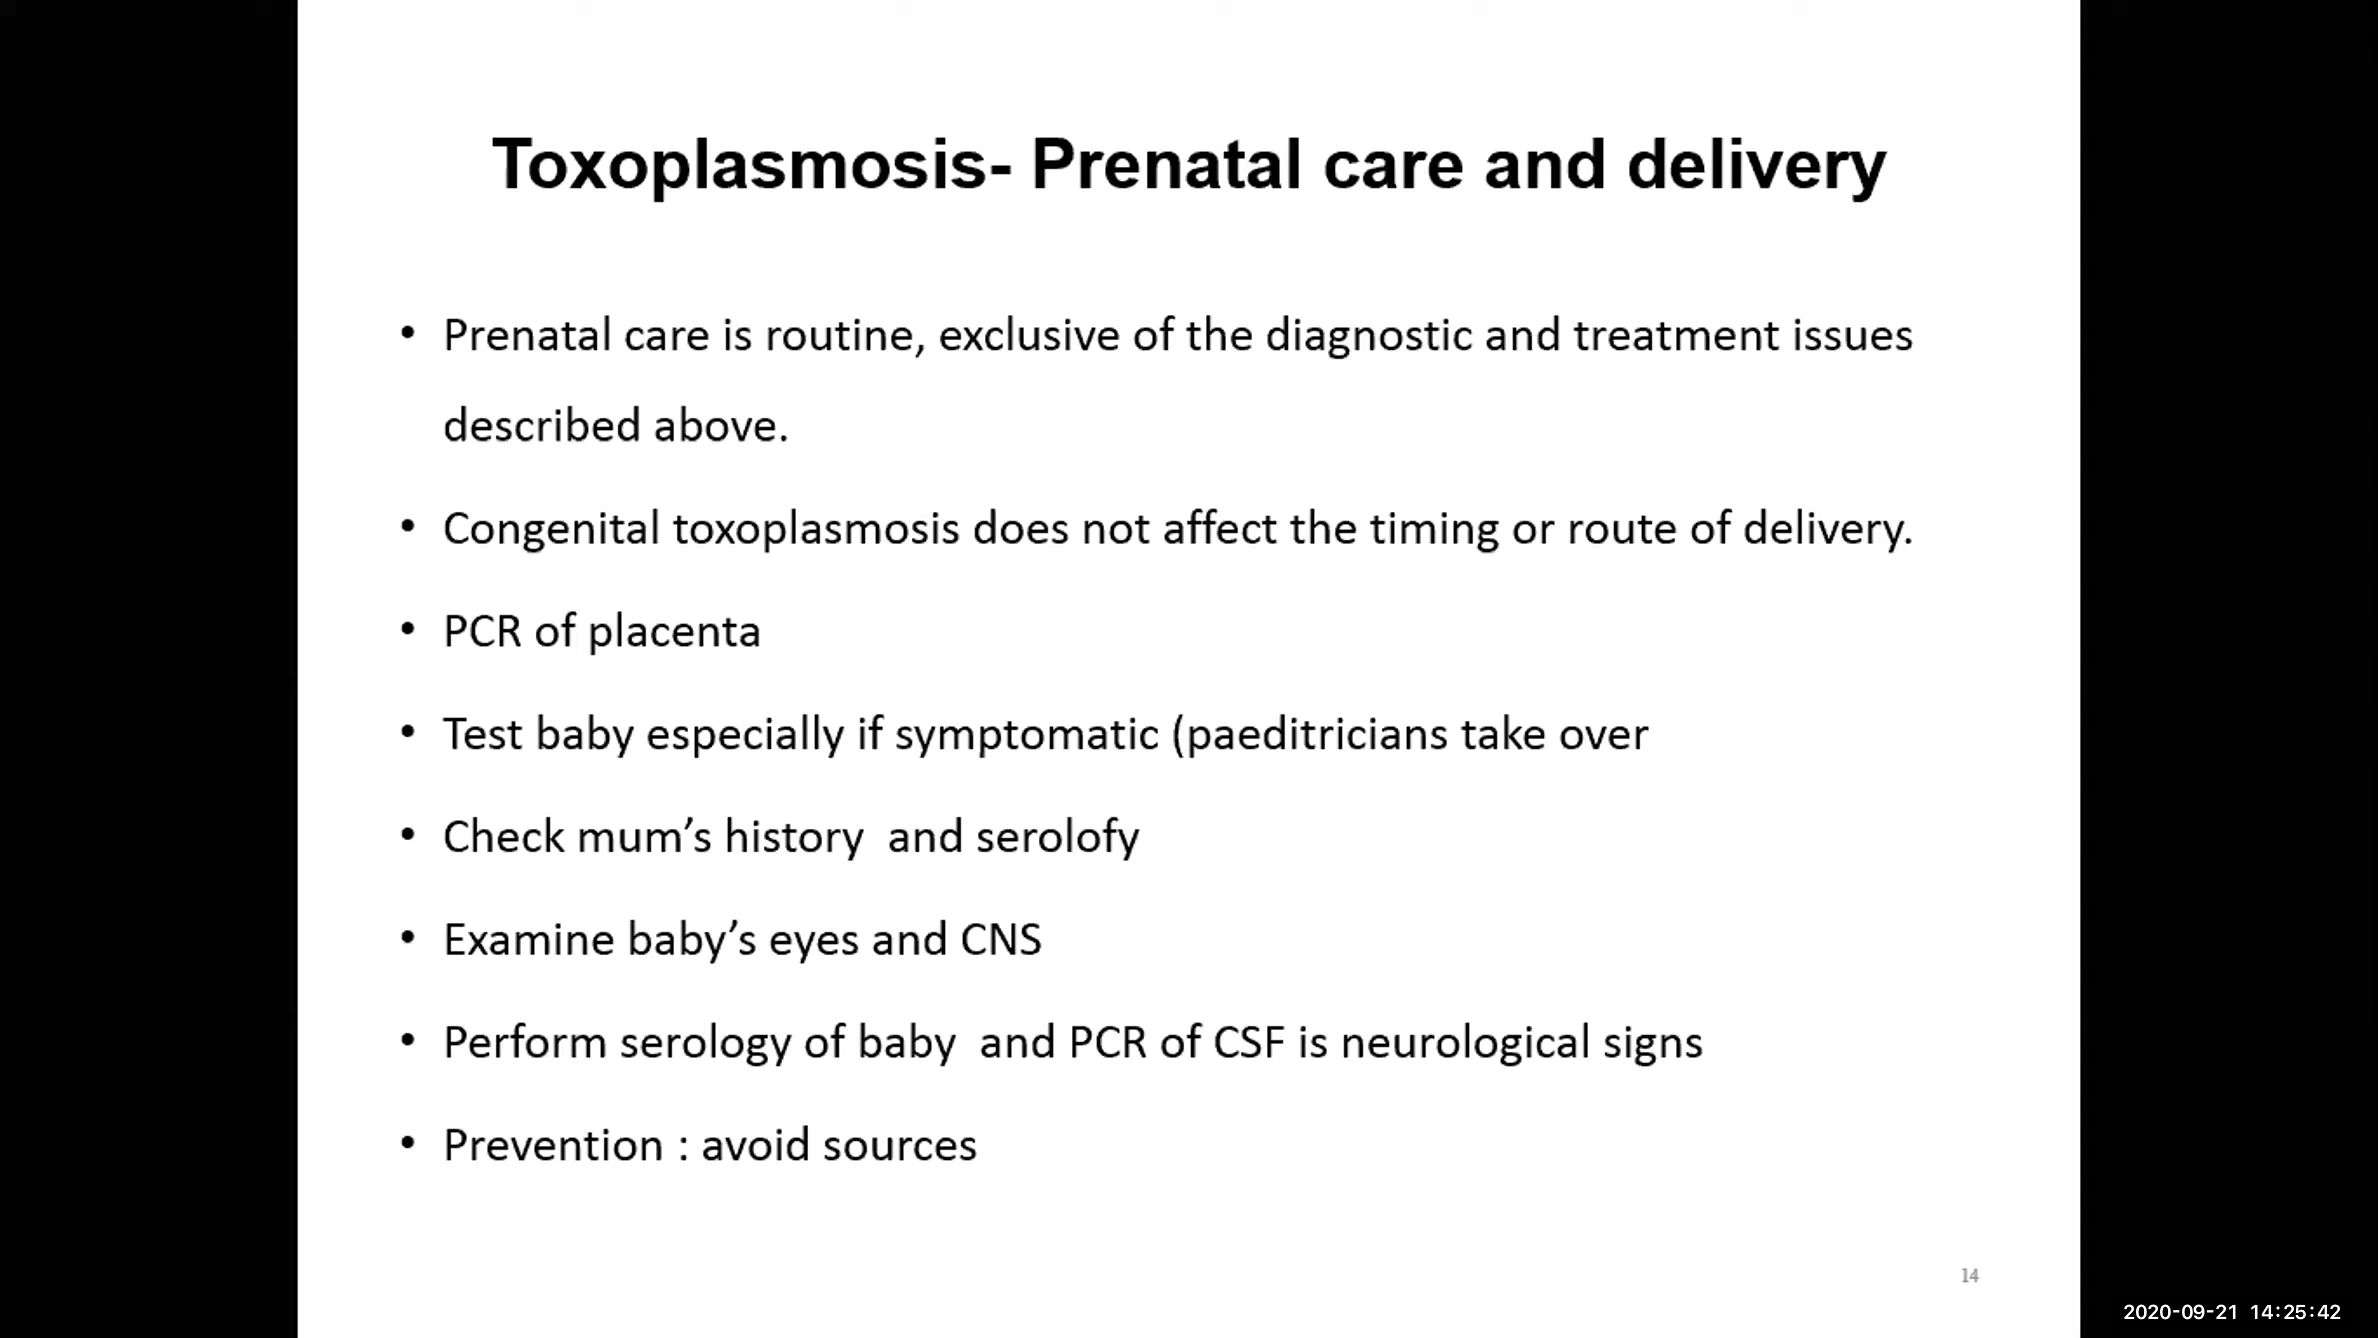 Toxoplasmosis- Prenatal care and delivery
• Prenatal care is routine, exclusive of the diagnostic and treatment issues
described above.
• Congenital toxoplasmosis does not affect the timing or route of delivery.
• PCR of placenta
• Test baby especially if symptomatic (paeditricians take over
• Check mum’s history  and serolofy
• Examine baby’s eyes and CNS
• Perform serology of baby  and PCR of CSF is neurological signs
• Prevention : avoid sources
14
2020-09-21 14:25:42